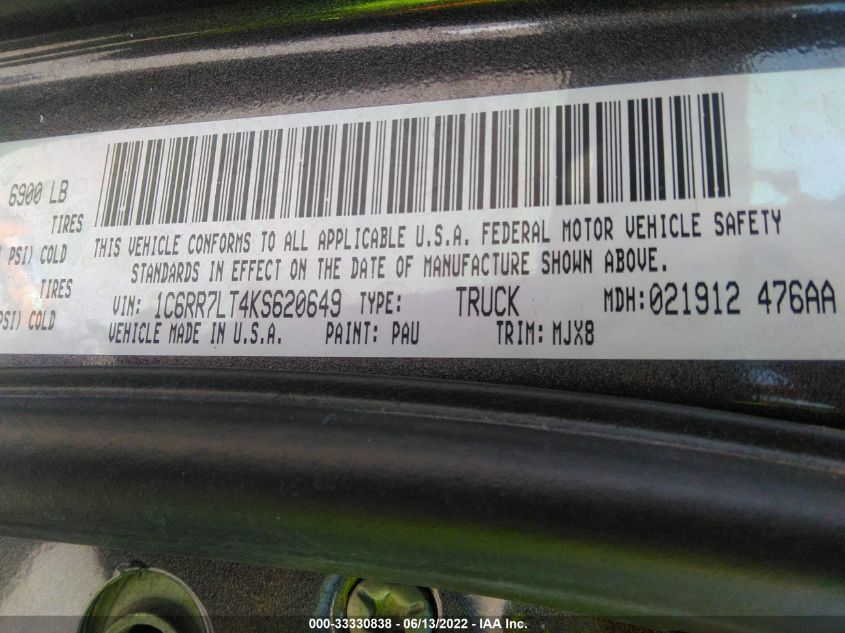 6900 LB
TIRES
PSI) COLD
TIRES
PSI) COLD
THIS VEHICLE CONFORMS TO ALL APPLICABLE U.S.A. FEDERAL MOTOR VEHICLE SAFETY
STANDARDS IN EFFECT ON THE DATE OF MANUFACTURE SHOWN ABOVE.
VIN: 1C6RR7LT4KS620649 TYPE: TRUCK MDH:021912 476AA
VEHICLE MADE IN U.S.A. PAINT: PAU TRIM: MJX8
000-33330838 - 06/13/2022 - IAA Inc.